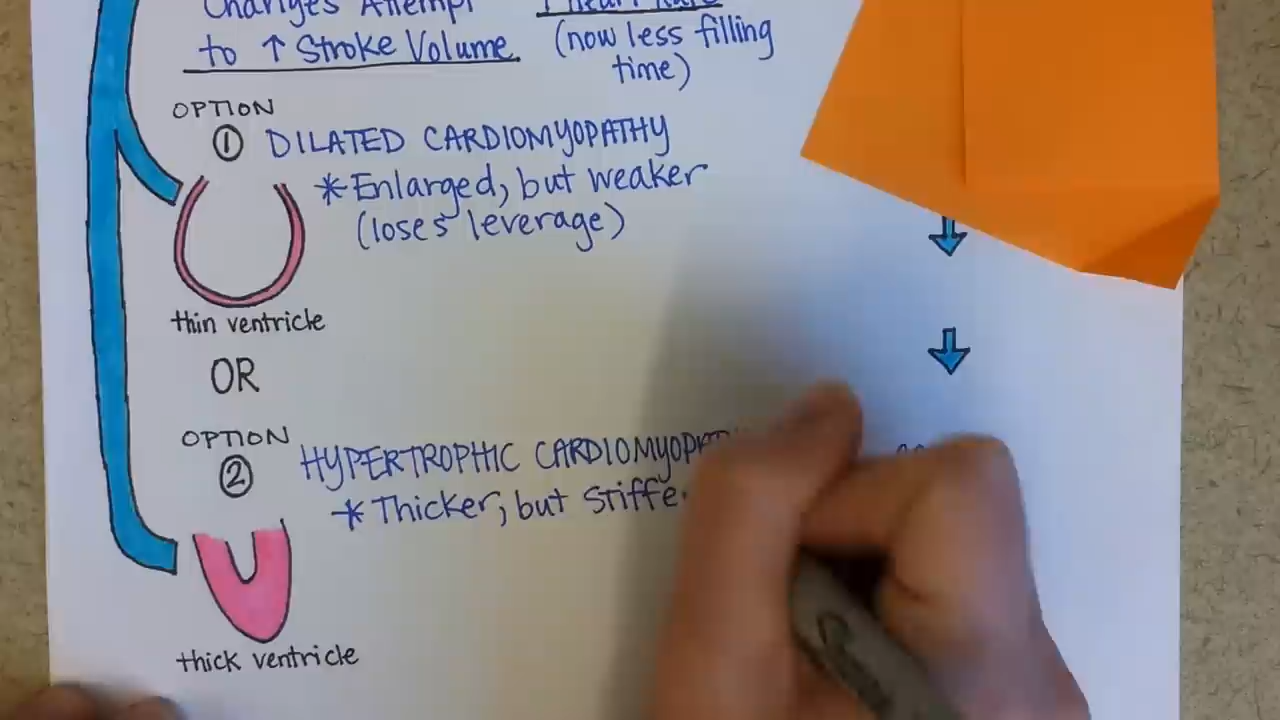 to ↑ Stroke Volume
(now less filling
time)
OPTION
① DILATED CARDIOMYOPATHY
*Enlarged, but weaker
(loses leverage)
thin ventricle
OR
OPTION
② HYPERTROPHIC
*Thicker, but
thick ventricle